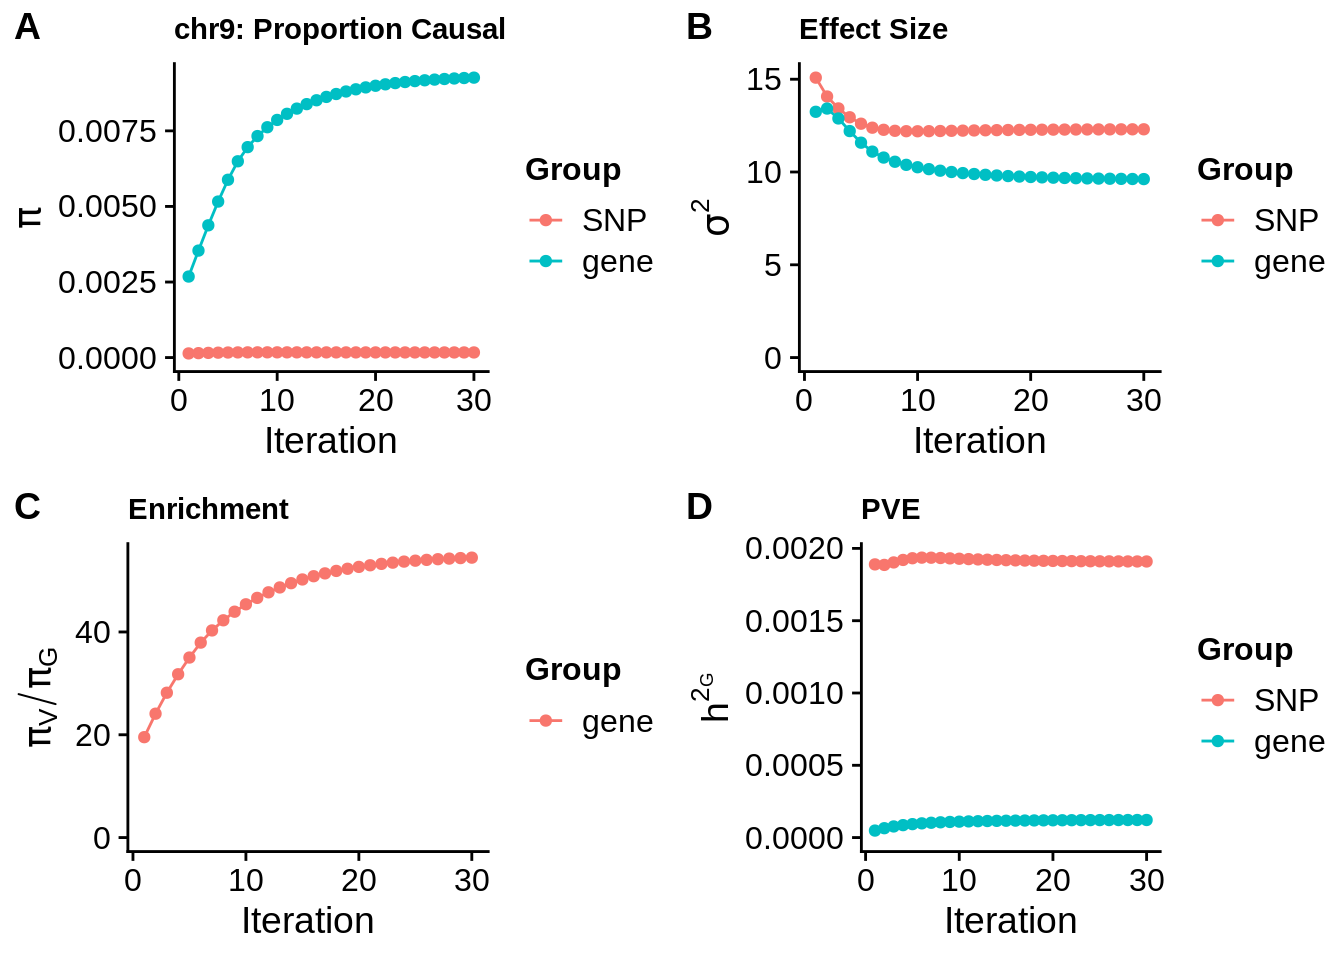 A
chr9: Proportion Causal
π
0.0075
0.0050
0.0025
0.0000
0 10 20 30
Iteration
Group
SNP
gene
B
Effect Size
σ²
15
10
5
0
0 10 20 30
Iteration
Group
SNP
gene
C
Enrichment
πV/πG
40
20
0
0 10 20 30
Iteration
Group
gene
D
PVE
h²G
0.0020
0.0015
0.0010
0.0005
0.0000
0 10 20 30
Iteration
Group
SNP
gene